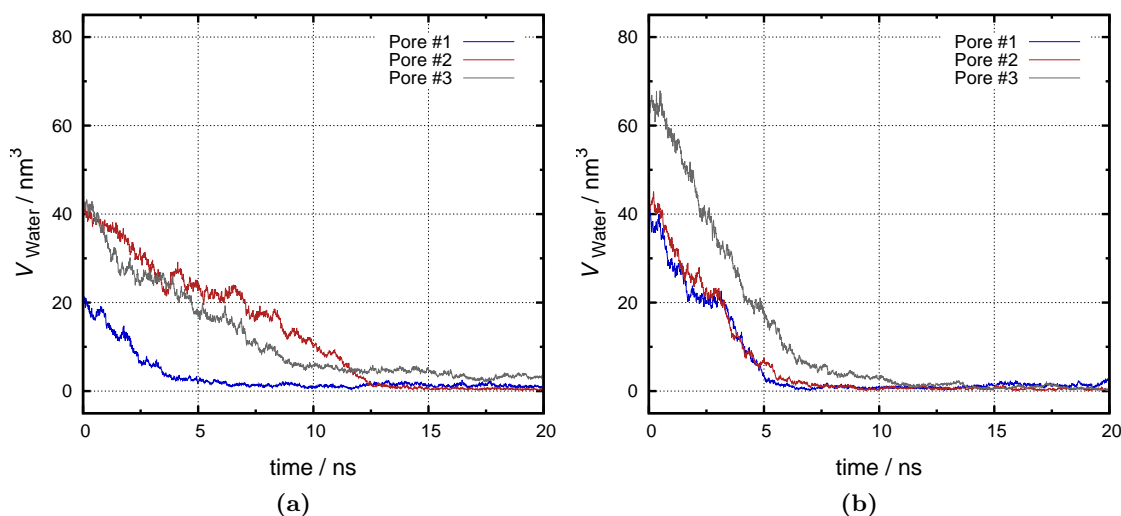 80
60
40
20
0
V Water / nm³
0 5 10 15 20
time / ns
Pore #1
Pore #2
Pore #3
(a)
80
60
40
20
0
V Water / nm³
0 5 10 15 20
time / ns
Pore #1
Pore #2
Pore #3
(b)